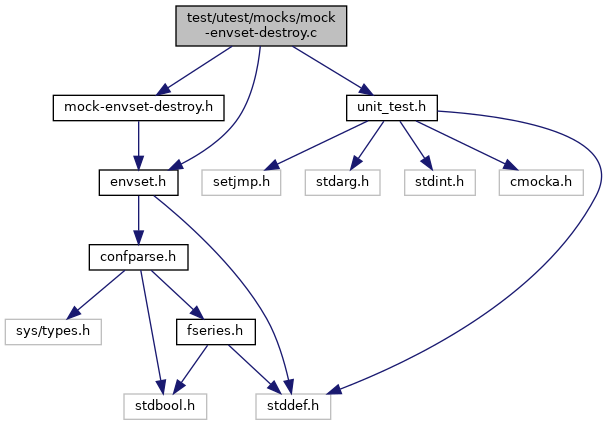 test/utest/mocks/mock
-envset-destroy.c
mock-envset-destroy.h
unit_test.h
envset.h
setjmp.h
stdarg.h
stdint.h
cmocka.h
confparse.h
sys/types.h
fseries.h
stdbool.h
stddef.h